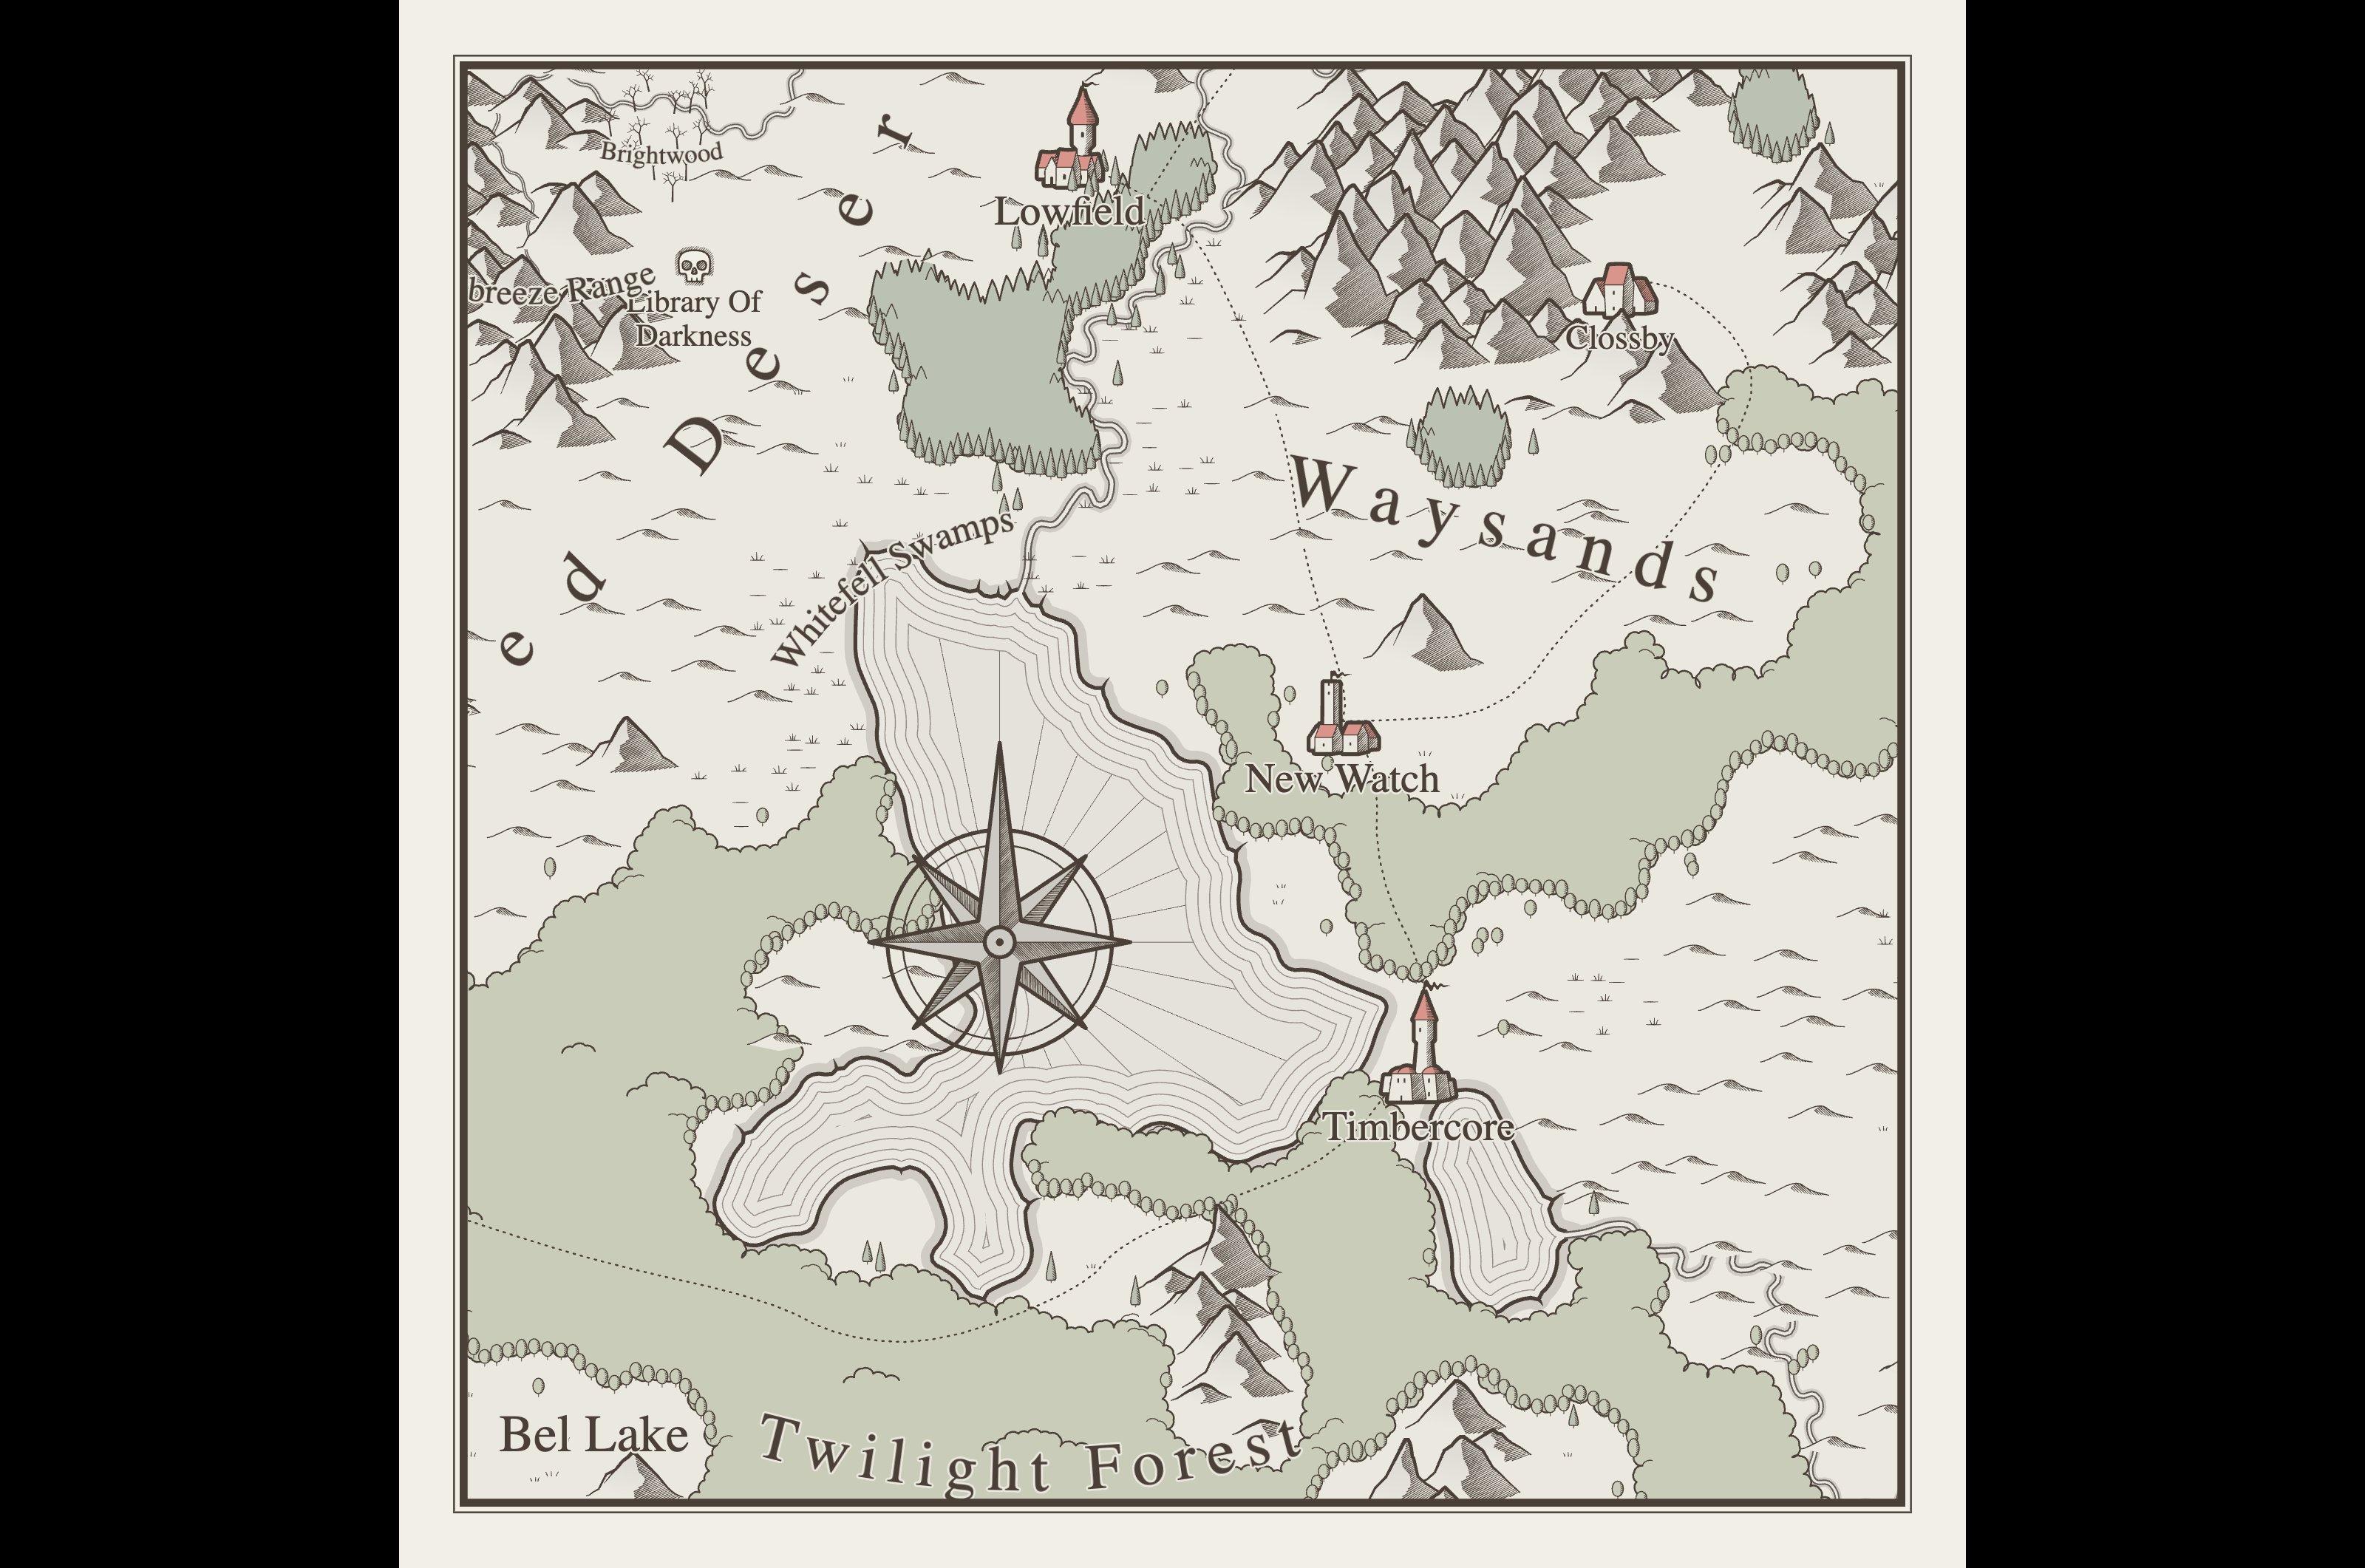 Brightwood
Lowfield
breeze Range
Library Of
Darkness
Clossby
ed Deser
Waysands
Whitefell Swamps
New Watch
Timbercore
Bel Lake
Twilight Forest